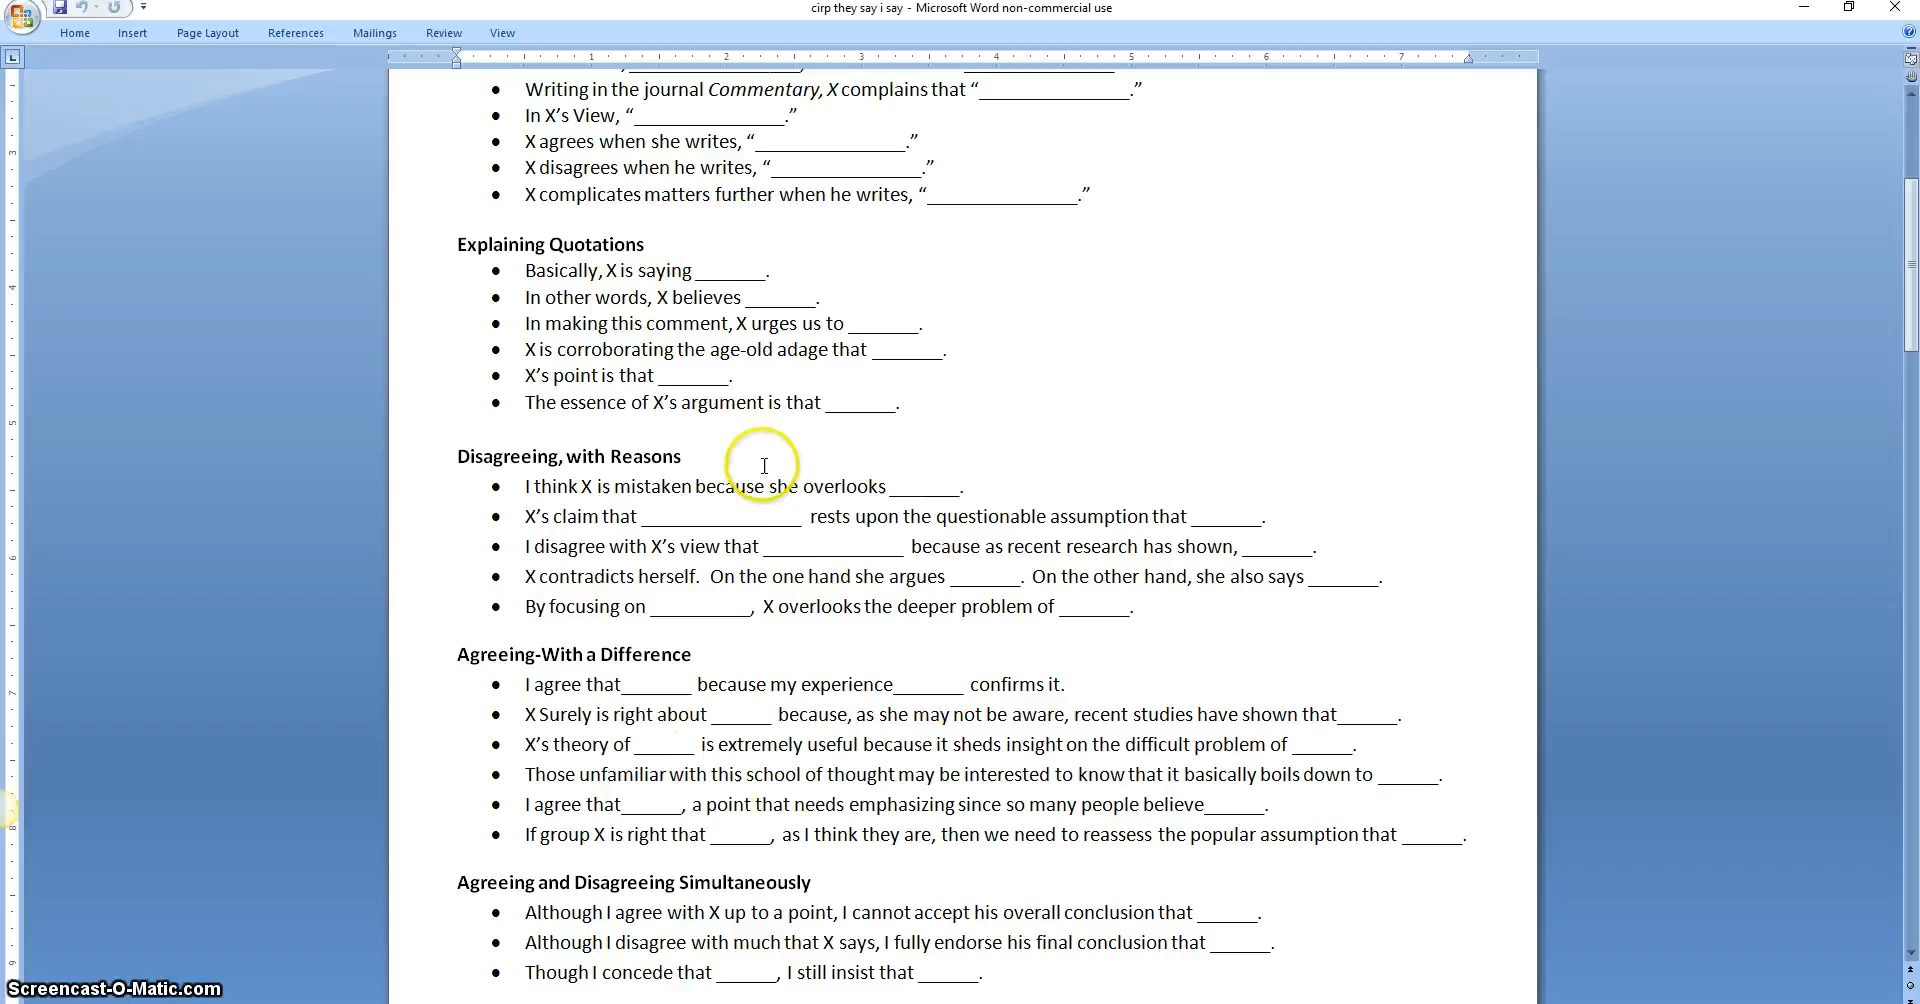 cirp they say i say - Microsoft Word non-commercial use
Home Insert Page Layout References Mailings Review View
1 2 3 4 5 6 7
Writing in the journal Commentary, X complains that “_______________.”
In X’s View, “_______________.”
X agrees when she writes, “_______________.”
X disagrees when he writes, “_______________.”
X complicates matters further when he writes, “_______________.”
Explaining Quotations
Basically, X is saying _______.
In other words, X believes _______.
In making this comment, X urges us to _______.
X is corroborating the age-old adage that _______.
X’s point is that _______.
The essence of X’s argument is that _______.
Disagreeing, with Reasons
I think X is mistaken because she overlooks _______.
X’s claim that ________________ rests upon the questionable assumption that _______.
I disagree with X’s view that ______________ because as recent research has shown, _______.
X contradicts herself. On the one hand she argues _______. On the other hand, she also says _______.
By focusing on __________, X overlooks the deeper problem of _______.
Agreeing-With a Difference
I agree that_______ because my experience_______ confirms it.
X Surely is right about ______ because, as she may not be aware, recent studies have shown that______.
X’s theory of ______ is extremely useful because it sheds insight on the difficult problem of ______.
Those unfamiliar with this school of thought may be interested to know that it basically boils down to ______.
I agree that______, a point that needs emphasizing since so many people believe______.
If group X is right that ______, as I think they are, then we need to reassess the popular assumption that ______.
Agreeing and Disagreeing Simultaneously
Although I agree with X up to a point, I cannot accept his overall conclusion that ______.
Although I disagree with much that X says, I fully endorse his final conclusion that ______.
Though I concede that ______, I still insist that ______.
Screencast-O-Matic.com